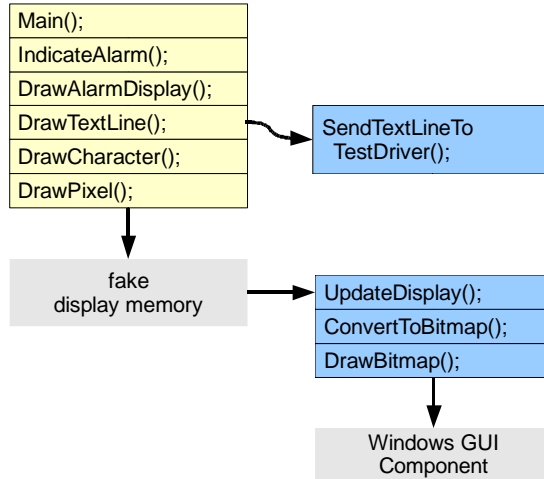 Main();
IndicateAlarm();
DrawAlarmDisplay();
DrawTextLine();
DrawCharacter();
DrawPixel();
SendTextLineTo
TestDriver();
fake
display memory
UpdateDisplay();
ConvertToBitmap();
DrawBitmap();
Windows GUI
Component